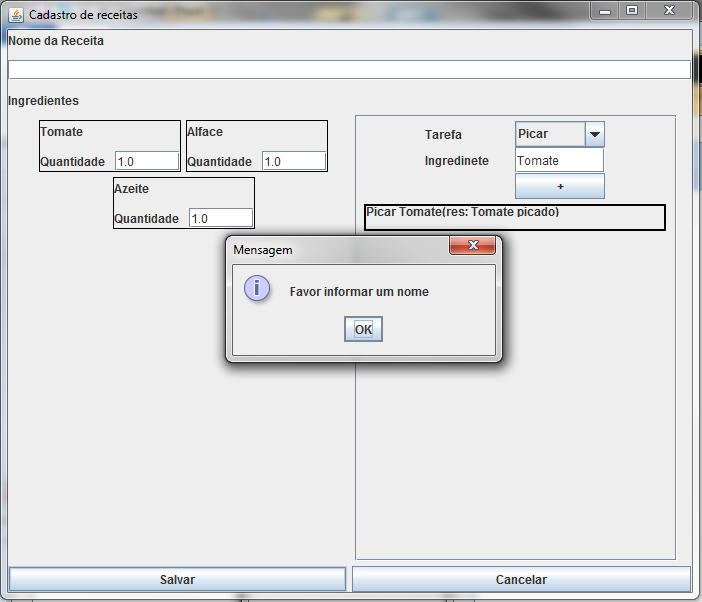 Cadastro de receitas
Nome da Receita
Ingredientes
Tomate
Quantidade 1.0
Alface
Quantidade 1.0
Azeite
Quantidade 1.0
Tarefa Picar
Ingredinete Tomate
+
Picar Tomate(res: Tomate picado)
Mensagem
Favor informar um nome
OK
Salvar
Cancelar